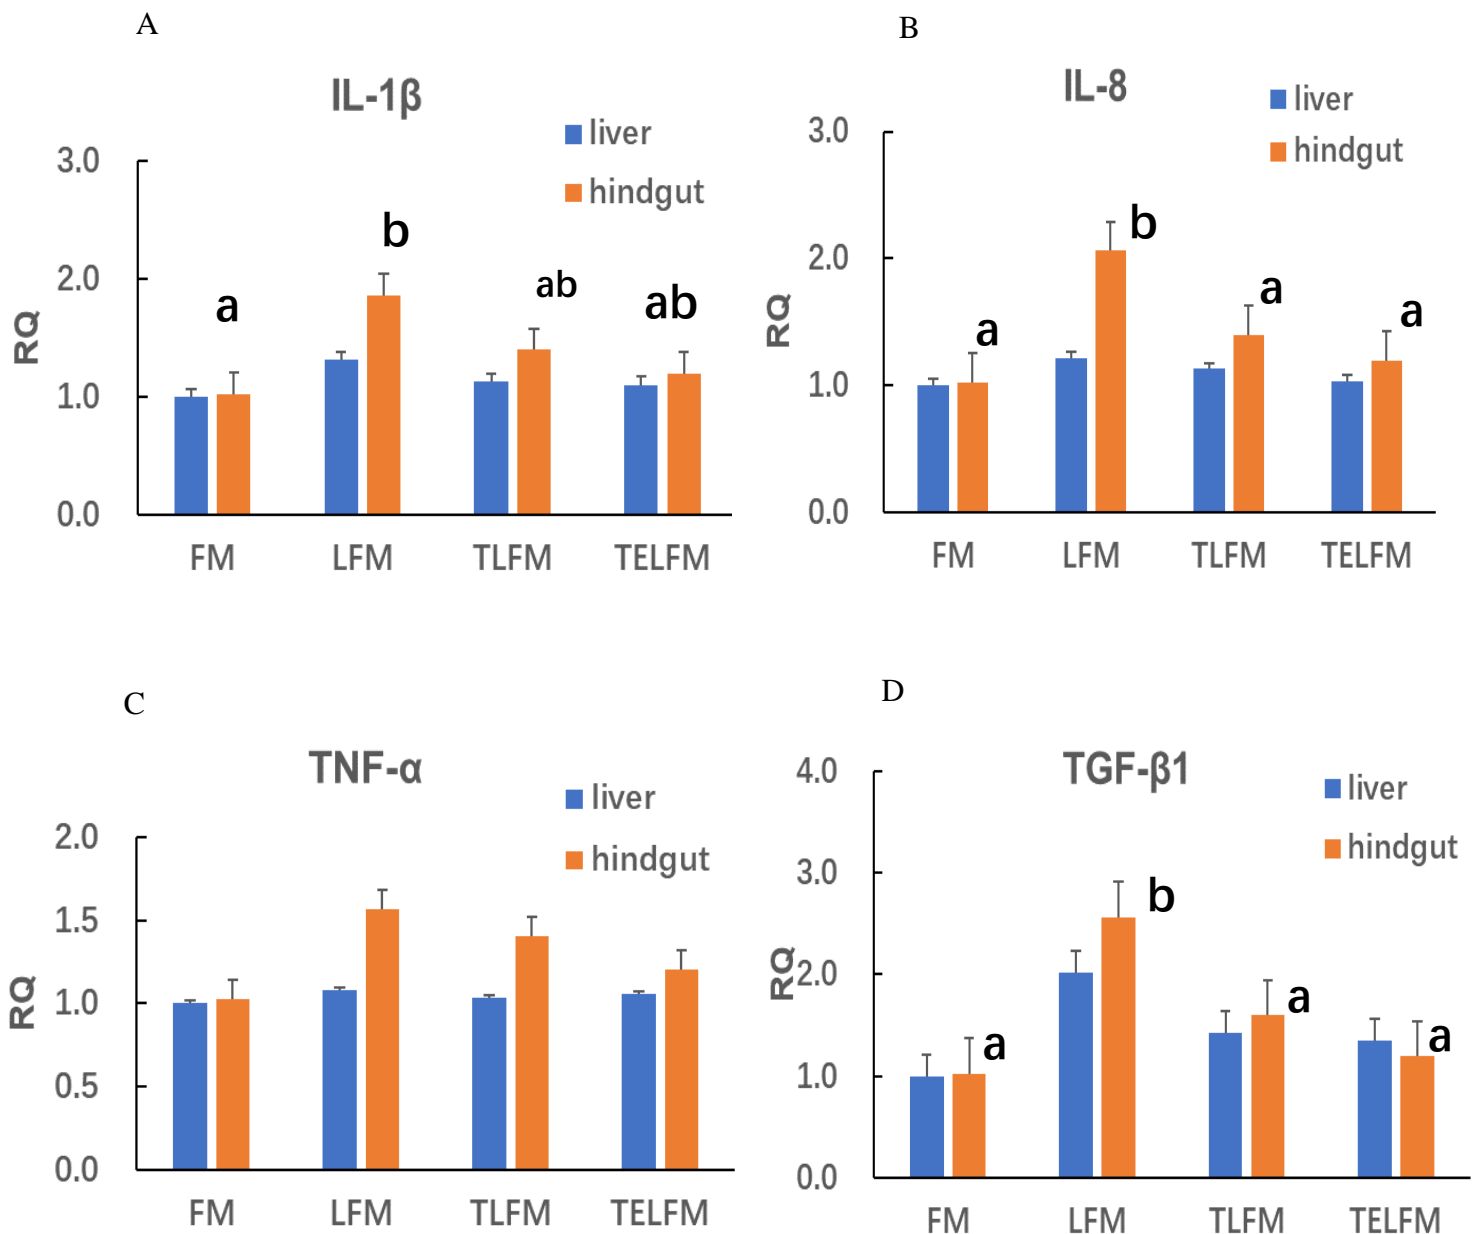 A
IL-1β
liver
hindgut
3.0
2.0
1.0
0.0
RQ
a
b
ab
ab
FM LFM TLFM TELFM
B
IL-8
liver
hindgut
3.0
2.0
1.0
0.0
RQ
a
b
a
a
FM LFM TLFM TELFM
C
TNF-α
liver
hindgut
2.0
1.5
1.0
0.5
0.0
RQ
FM LFM TLFM TELFM
D
TGF-β1
liver
hindgut
4.0
3.0
2.0
1.0
0.0
RQ
a
b
a
a
FM LFM TLFM TELFM